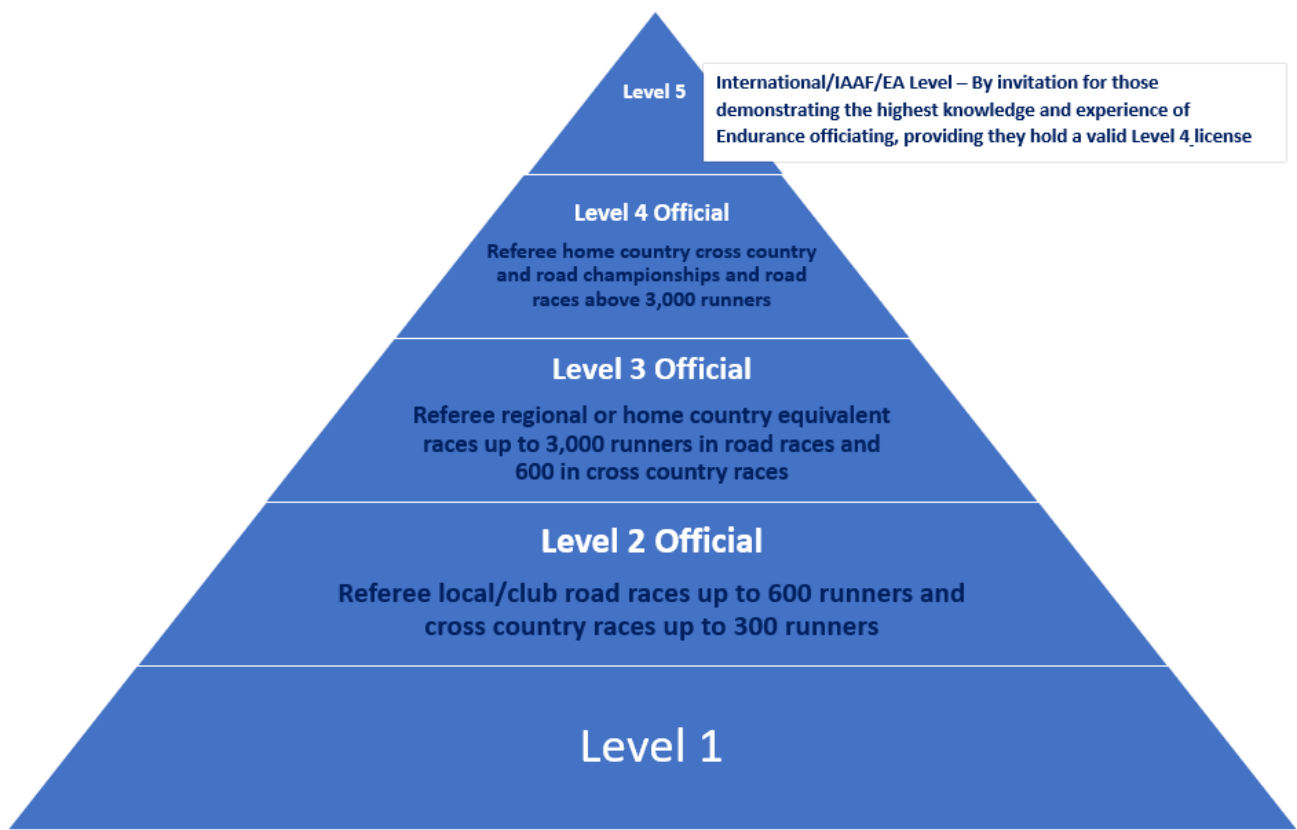 Level 5
International/IAAF/EA Level – By invitation for those
demonstrating the highest knowledge and experience of
Endurance officiating, providing they hold a valid Level 4 license
Level 4 Official
Referee home country cross country
and road championships and road
races above 3,000 runners
Level 3 Official
Referee regional or home country equivalent
races up to 3,000 runners in road races and
600 in cross country races
Level 2 Official
Referee local/club road races up to 600 runners and
cross country races up to 300 runners
Level 1